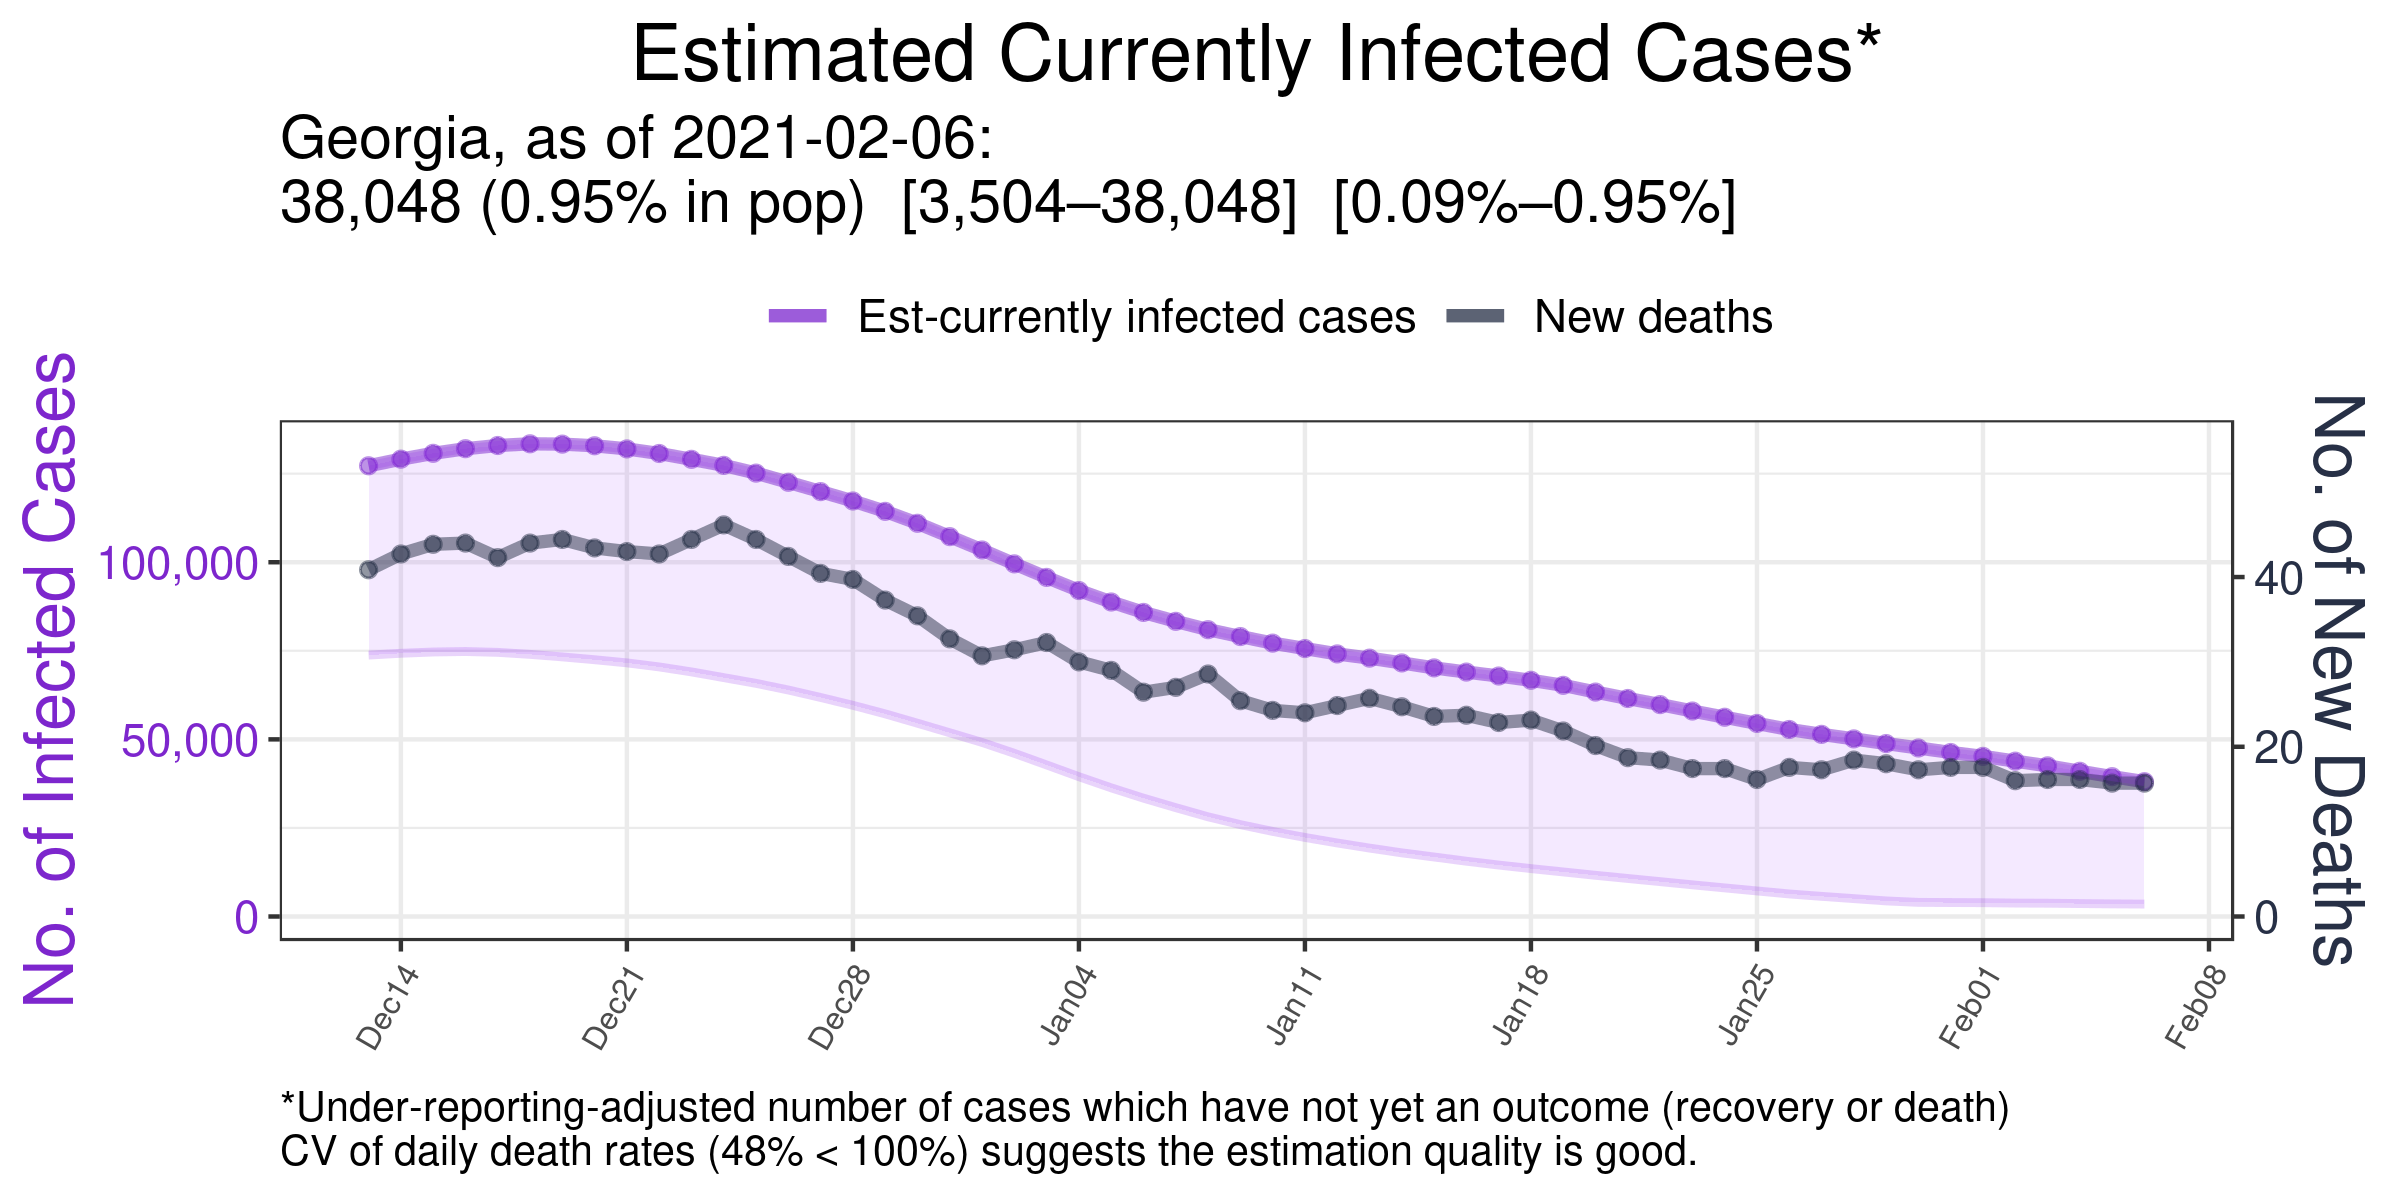 Estimated Currently Infected Cases*
Georgia, as of 2021-02-06:
38,048 (0.95% in pop)  [3,504–38,048]  [0.09%–0.95%]
Est-currently infected cases
New deaths
No. of Infected Cases
100,000
50,000
0
No. of New Deaths
40
20
0
Dec14
Dec21
Dec28
Jan04
Jan11
Jan18
Jan25
Feb01
Feb08
*Under-reporting-adjusted number of cases which have not yet an outcome (recovery or death)
CV of daily death rates (48% < 100%) suggests the estimation quality is good.